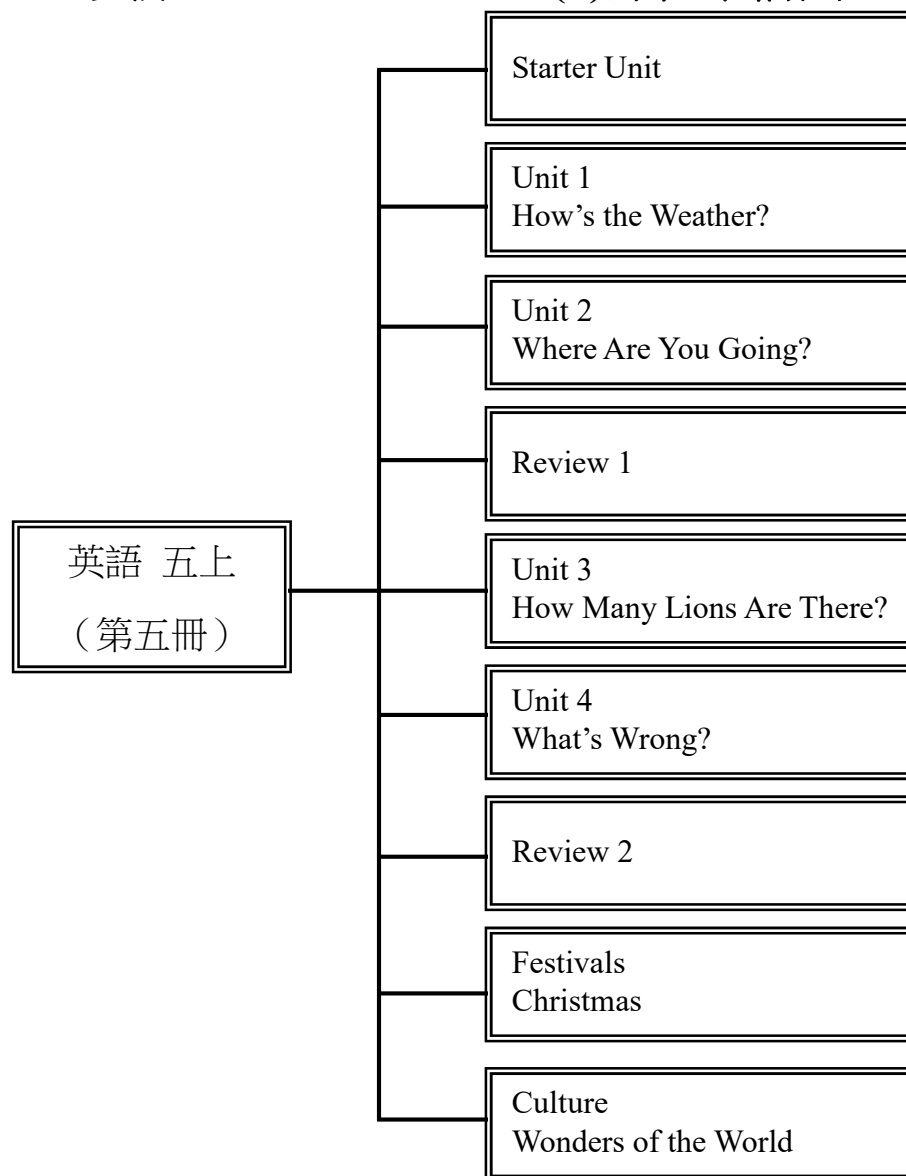 英語 五上
（第五冊）
Starter Unit
Unit 1
How’s the Weather?
Unit 2
Where Are You Going?
Review 1
Unit 3
How Many Lions Are There?
Unit 4
What’s Wrong?
Review 2
Festivals
Christmas
Culture
Wonders of the World